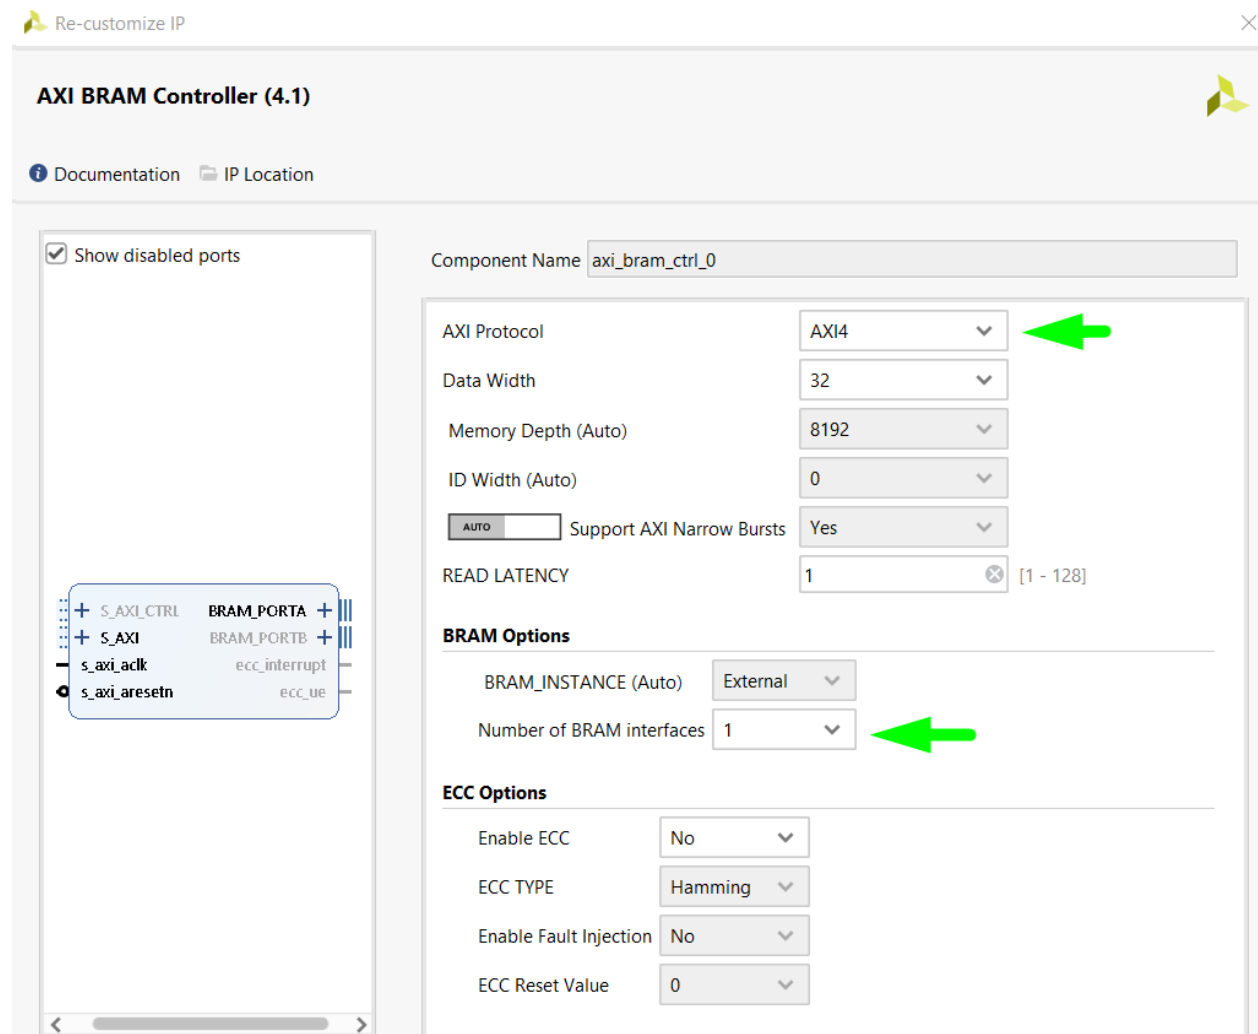 Re-customize IP
AXI BRAM Controller (4.1)
Documentation IP Location
Show disabled ports
S_AXI_CTRL BRAM_PORTA
S_AXI BRAM_PORTB
s_axi_aclk ecc_interrupt
s_axi_aresetn ecc_ue
Component Name axi_bram_ctrl_0
AXI Protocol AXI4
Data Width 32
Memory Depth (Auto) 8192
ID Width (Auto) 0
AUTO Support AXI Narrow Bursts Yes
READ LATENCY 1 [1 - 128]
BRAM Options
BRAM_INSTANCE (Auto) External
Number of BRAM interfaces 1
ECC Options
Enable ECC No
ECC TYPE Hamming
Enable Fault Injection No
ECC Reset Value 0